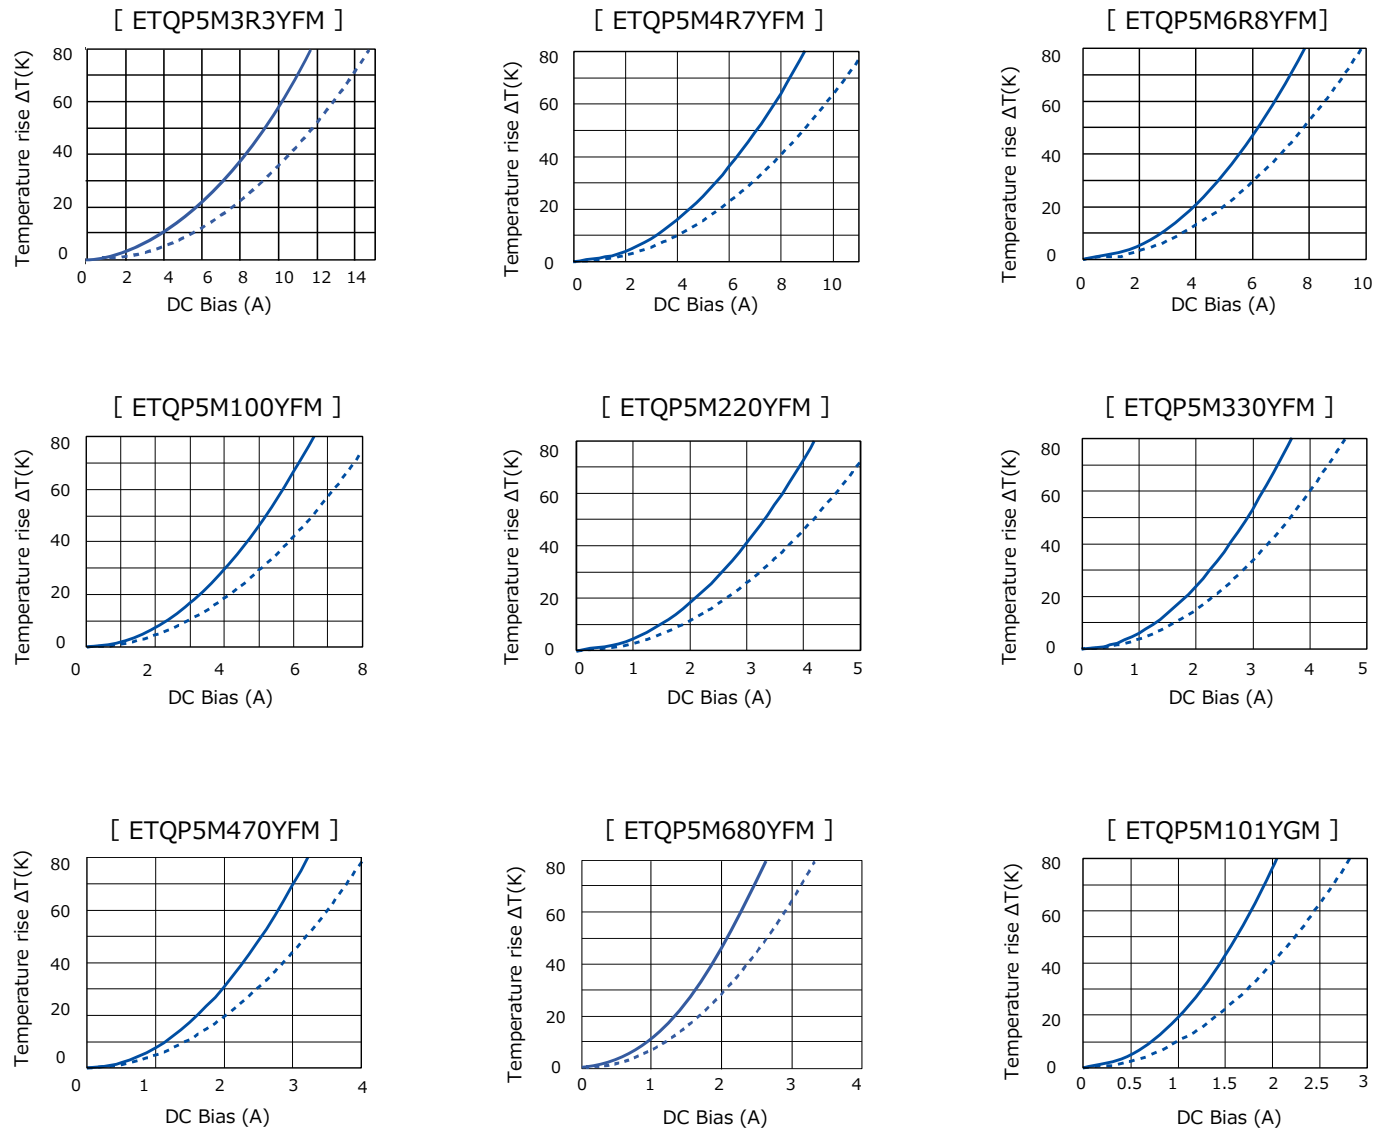 [ ETQP5M3R3YFM ]
Temperature rise ΔT(K)
80
60
40
20
0
0 2 4 6 8 10 12 14
DC Bias (A)
[ ETQP5M4R7YFM ]
Temperature rise ΔT(K)
80
60
40
20
0
0 2 4 6 8 10
DC Bias (A)
[ ETQP5M6R8YFM]
Temperature rise ΔT(K)
80
60
40
20
0
0 2 4 6 8 10
DC Bias (A)
[ ETQP5M100YFM ]
Temperature rise ΔT(K)
80
60
40
20
0
0 2 4 6 8
DC Bias (A)
[ ETQP5M220YFM ]
Temperature rise ΔT(K)
80
60
40
20
0
0 1 2 3 4 5
DC Bias (A)
[ ETQP5M330YFM ]
Temperature rise ΔT(K)
80
60
40
20
0
0 1 2 3 4 5
DC Bias (A)
[ ETQP5M470YFM ]
Temperature rise ΔT(K)
80
60
40
20
0
0 1 2 3 4
DC Bias (A)
[ ETQP5M680YFM ]
Temperature rise ΔT(K)
80
60
40
20
0
0 1 2 3 4
DC Bias (A)
[ ETQP5M101YGM ]
Temperature rise ΔT(K)
80
60
40
20
0
0 0.5 1 1.5 2 2.5 3
DC Bias (A)